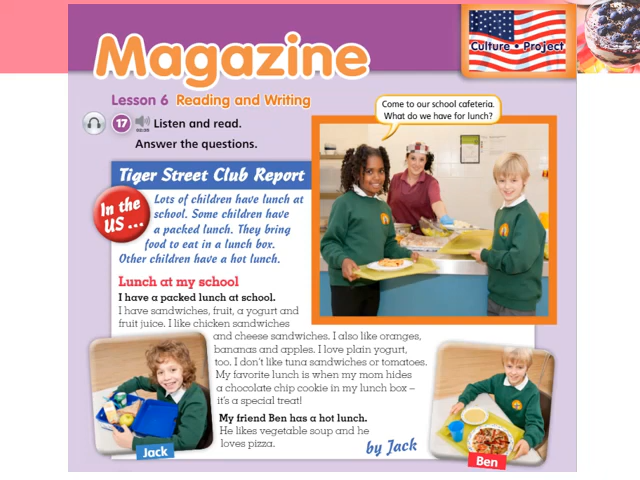 Magazine
Culture • Project
Lesson 6 Reading and Writing
17 Listen and read.
Answer the questions.
Come to our school cafeteria.
What do we have for lunch?
Tiger Street Club Report
In the
US ...
Lots of children have lunch at
school. Some children have
a packed lunch. They bring
food to eat in a lunch box.
Other children have a hot lunch.
Lunch at my school
I have a packed lunch at school.
I have sandwiches, fruit, a yogurt and
fruit juice. I like chicken sandwiches
and cheese sandwiches. I also like oranges,
bananas and apples. I love plain yogurt,
too. I don't like tuna sandwiches or tomatoes.
My favorite lunch is when my mom hides
a chocolate chip cookie in my lunch box –
it's a special treat!
My friend Ben has a hot lunch.
He likes vegetable soup and he
loves pizza.
by Jack
Jack
Ben